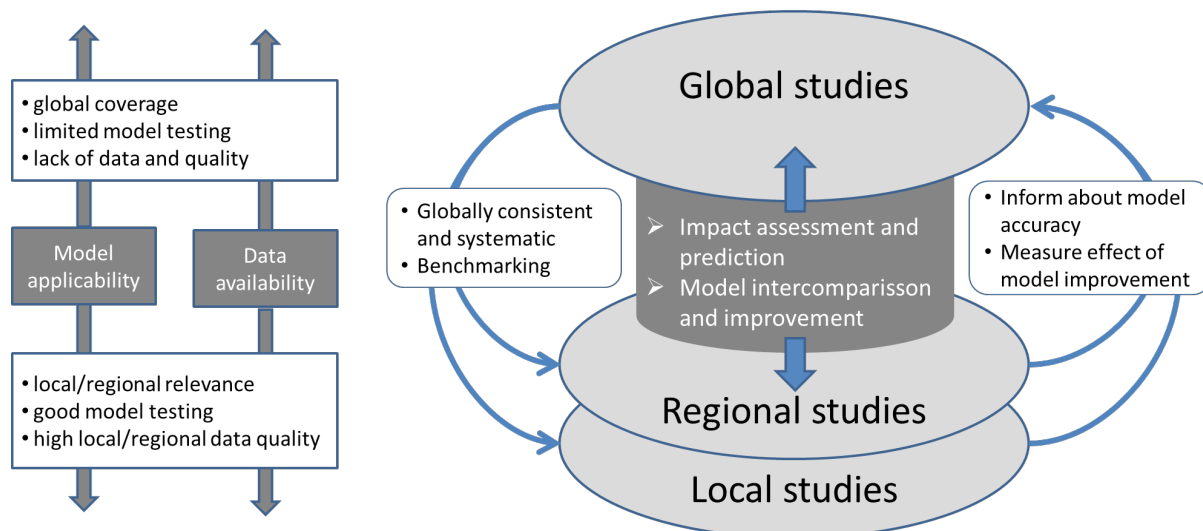 • global coverage
• limited model testing
• lack of data and quality
Model
applicability
Data
availability
• local/regional relevance
• good model testing
• high local/regional data quality
Global studies
• Globally consistent
and systematic
• Benchmarking
➢ Impact assessment and
prediction
➢ Model intercomparisson
and improvement
• Inform about model
accuracy
• Measure effect of
model improvement
Regional studies
Local studies